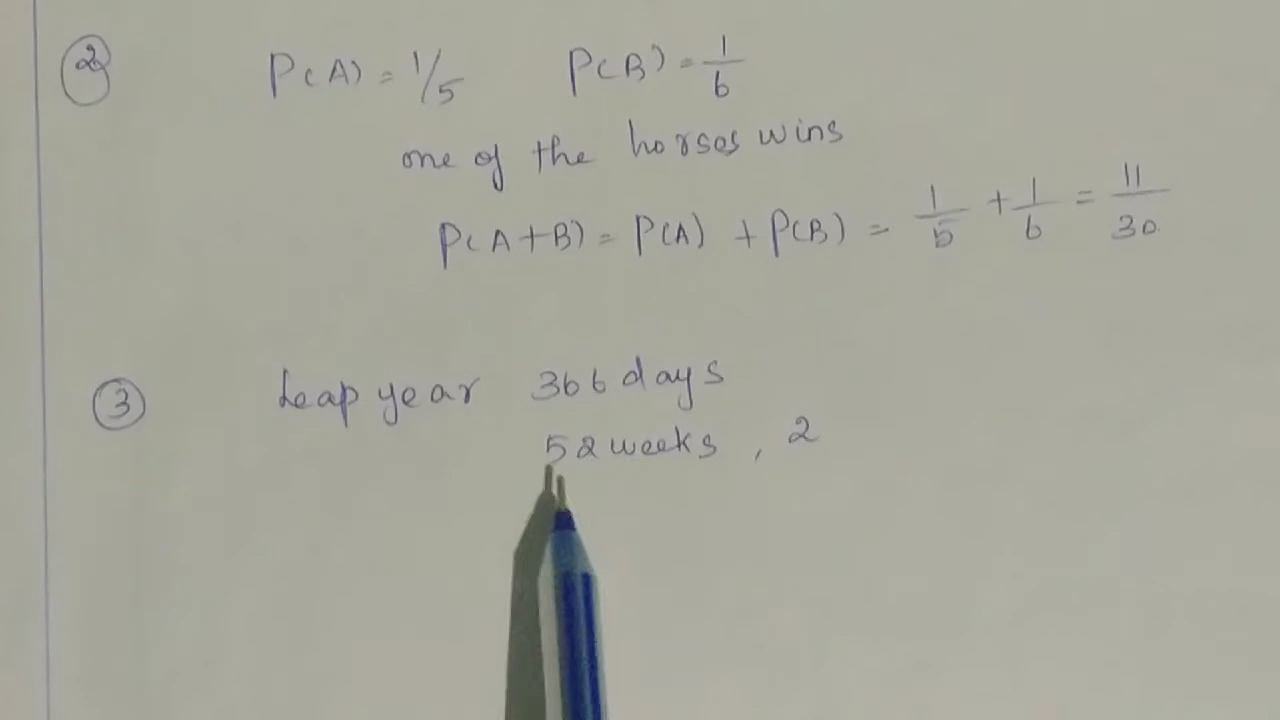 ② P(A) = 1/5 P(B) = 1/6
one of the horses wins
P(A+B) = P(A) + P(B) = 1/5 + 1/6 = 11/30
③ Leap year 366 days
52 weeks , 2